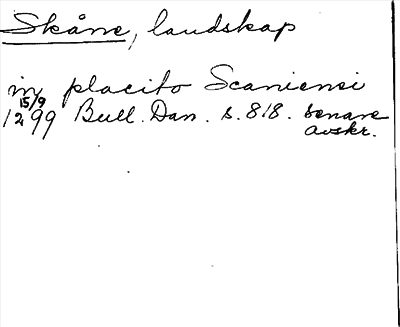 Skåne, landskap
in placito Scaniensi
15/9
1299 Bull. Dan. s. 818. senare
avskr.